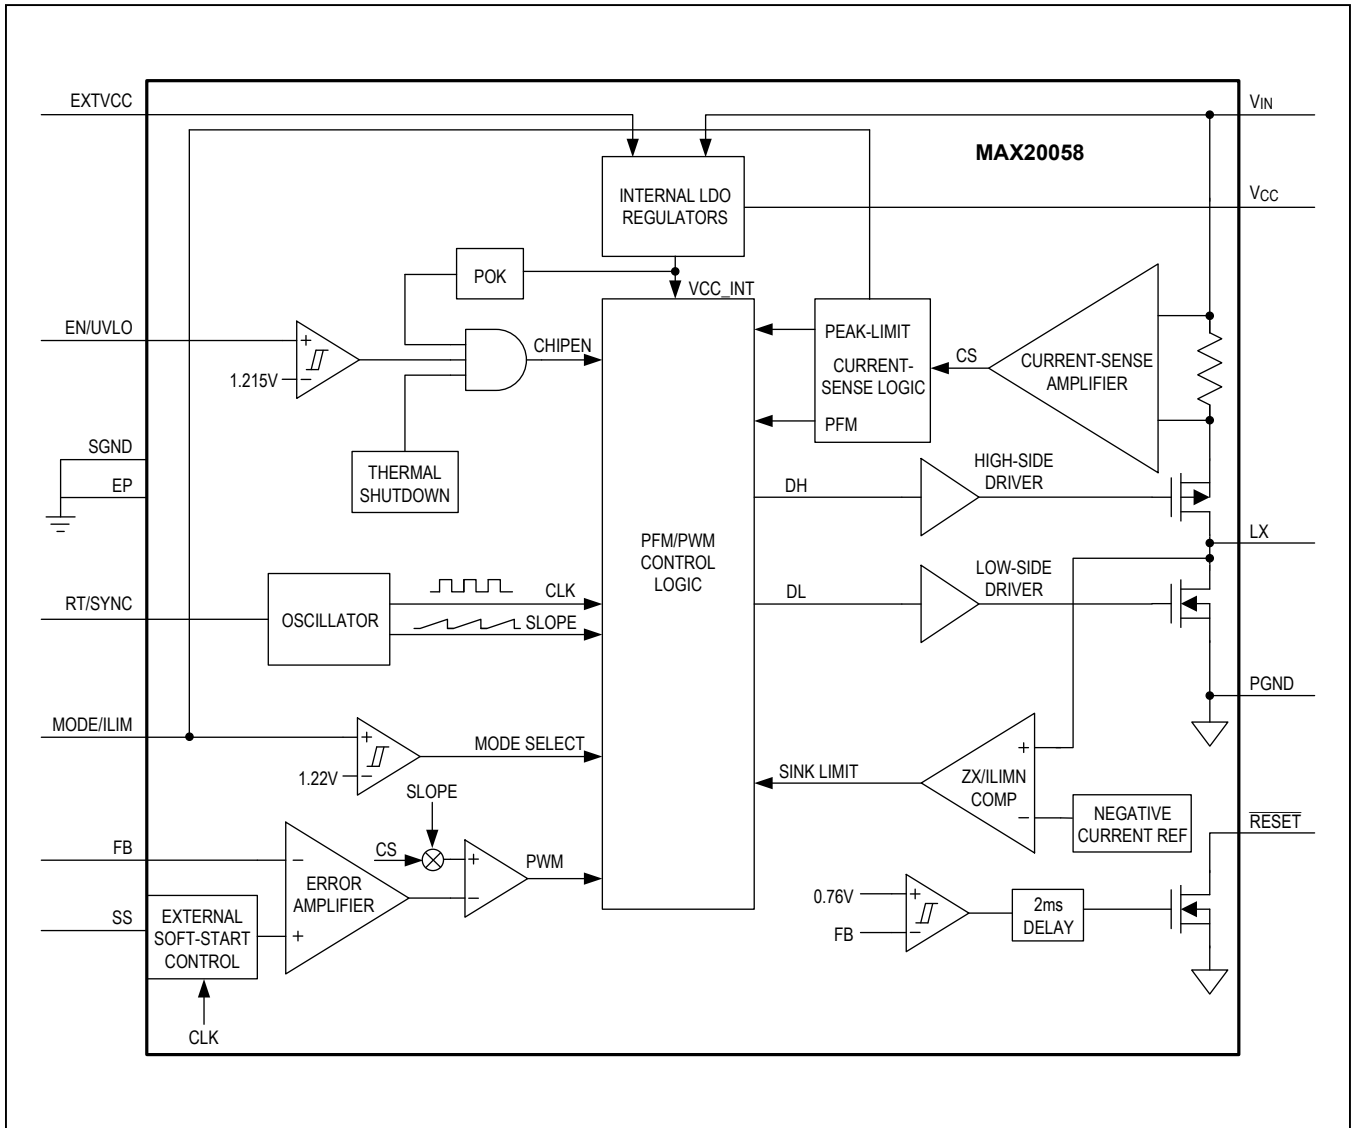 EXTVCC
VIN
MAX20058
INTERNAL LDO
REGULATORS
VCC
POK
VCC_INT
EN/UVLO
+
1.215V
−
CHIPEN
PEAK-LIMIT
CURRENT-
SENSE LOGIC
PFM
CS
CURRENT-SENSE
AMPLIFIER
SGND
EP
THERMAL
SHUTDOWN
HIGH-SIDE
DRIVER
DH
LX
PFM/PWM
CONTROL
LOGIC
LOW-SIDE
DRIVER
DL
RT/SYNC
OSCILLATOR
CLK
SLOPE
PGND
MODE/ILIM
+
1.22V
−
MODE SELECT
SINK LIMIT
+
ZX/ILIMN
COMP
−
NEGATIVE
CURRENT REF
RESET
SLOPE
CS
+
−
PWM
FB
−
ERROR
AMPLIFIER
+
SS
EXTERNAL
SOFT-START
CONTROL
CLK
0.76V
+
FB
−
2ms
DELAY